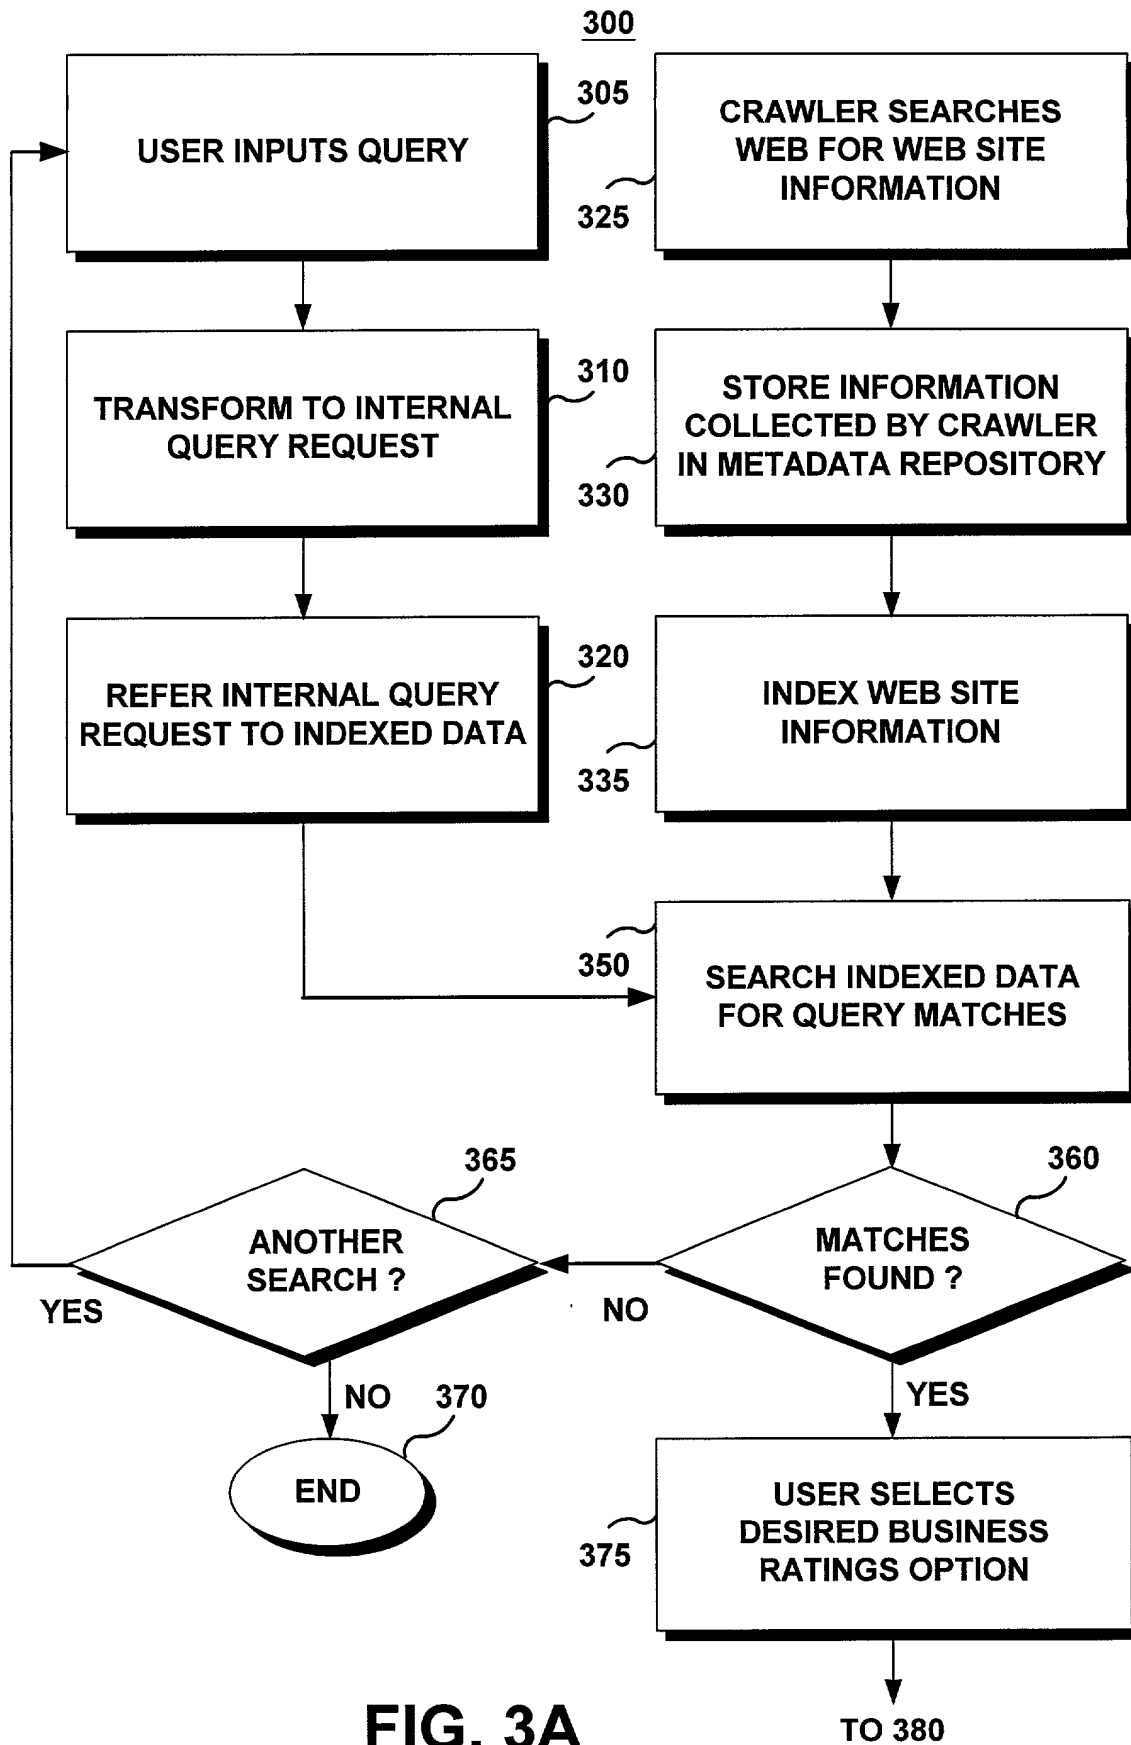 300
USER INPUTS QUERY
305
CRAWLER SEARCHES
WEB FOR WEB SITE
INFORMATION
325
TRANSFORM TO INTERNAL
QUERY REQUEST
310
STORE INFORMATION
COLLECTED BY CRAWLER
IN METADATA REPOSITORY
330
REFER INTERNAL QUERY
REQUEST TO INDEXED DATA
320
INDEX WEB SITE
INFORMATION
335
SEARCH INDEXED DATA
FOR QUERY MATCHES
350
365
ANOTHER
SEARCH ?
YES
NO
360
MATCHES
FOUND ?
NO
YES
370
END
USER SELECTS
DESIRED BUSINESS
RATINGS OPTION
375
TO 380
FIG. 3A